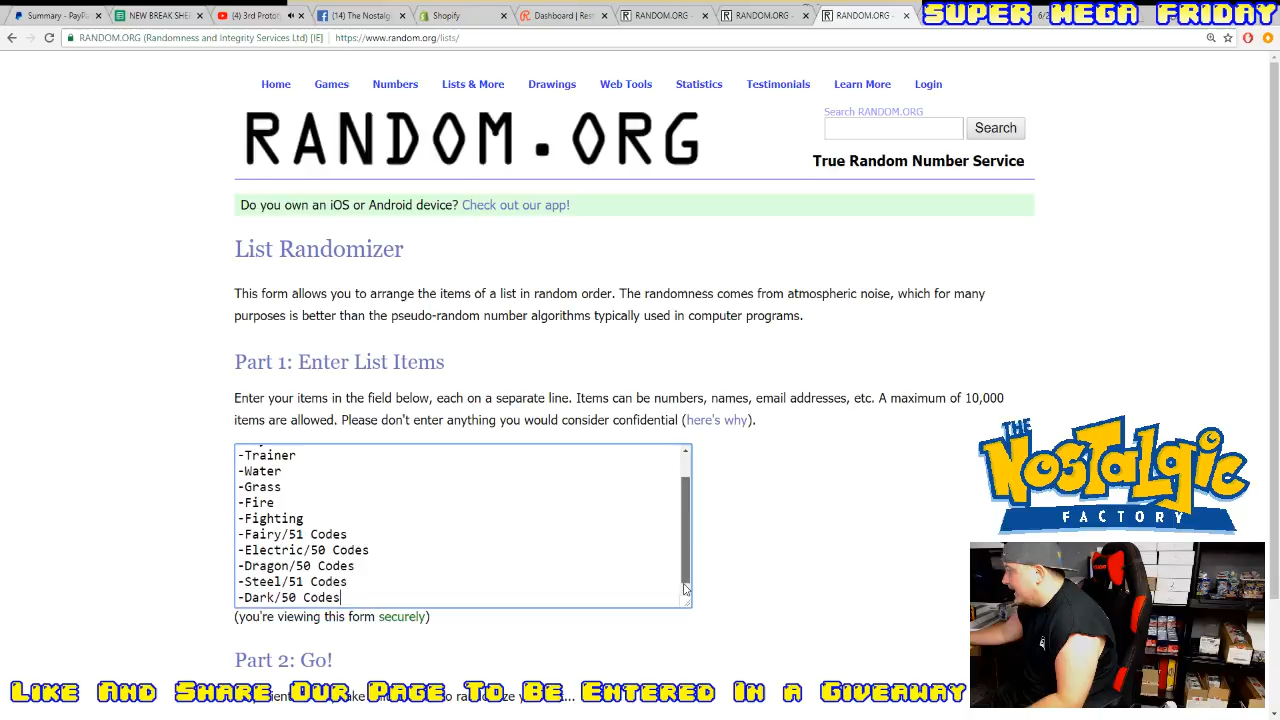 Summary - PayP
NEW BREAK SHE
(4) 3rd Proton
(14) The Nostalg
Shopify
Dashboard | Rest
RANDOM.ORG -
RANDOM.ORG -
RANDOM.ORG -
SUPER MEGA FRIDAY
RANDOM.ORG (Randomness and Integrity Services Ltd) [IE]
https://www.random.org/lists/
Home Games Numbers Lists & More Drawings Web Tools Statistics Testimonials Learn More Login
RANDOM.ORG
Search RANDOM.ORG
Search
True Random Number Service
Do you own an iOS or Android device? Check out our app!
List Randomizer
This form allows you to arrange the items of a list in random order. The randomness comes from atmospheric noise, which for many
purposes is better than the pseudo-random number algorithms typically used in computer programs.
Part 1: Enter List Items
Enter your items in the field below, each on a separate line. Items can be numbers, names, email addresses, etc. A maximum of 10,000
items are allowed. Please don't enter anything you would consider confidential (here's why).
-Trainer
-Water
-Grass
-Fire
-Fighting
-Fairy/51 Codes
-Electric/50 Codes
-Dragon/50 Codes
-Steel/51 Codes
-Dark/50 Codes
(you're viewing this form securely)
Part 2: Go!
THE
NOSTALGIC
FACTORY
LIKE AND SHARE OUR PAGE TO BE ENTERED IN A GIVEAWAY